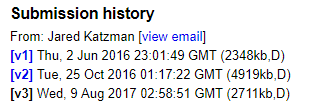 Submission history
From: Jared Katzman [view email]
[v1] Thu, 2 Jun 2016 23:01:49 GMT (2348kb,D)
[v2] Tue, 25 Oct 2016 01:17:22 GMT (4919kb,D)
[v3] Wed, 9 Aug 2017 02:58:51 GMT (2711kb,D)